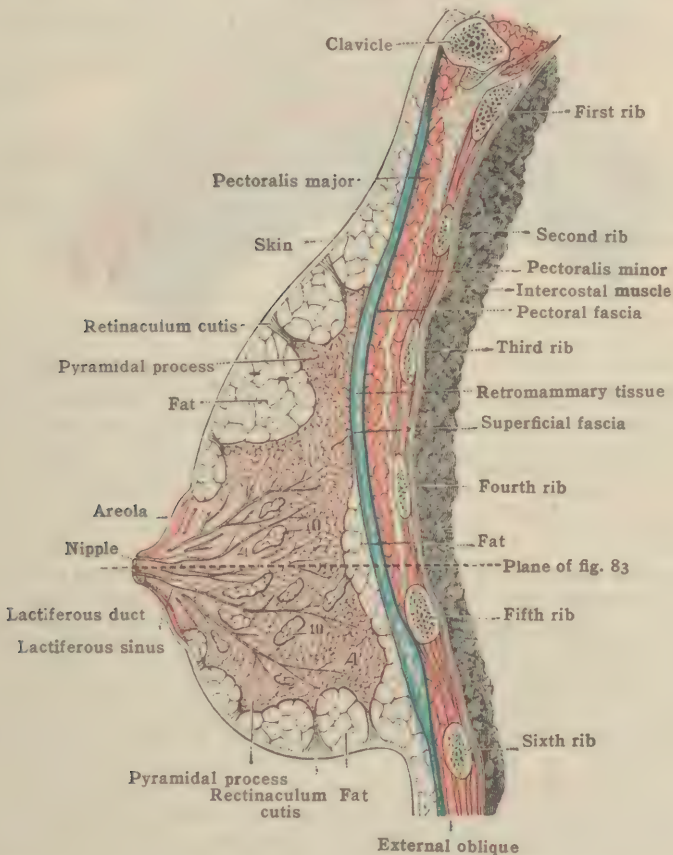 Clavicle
First rib
Pectoralis major
Second rib
Skin
Pectoralis minor
Intercostal muscle
Pectoral fascia
Retinaculum cutis
Third rib
Pyramidal process
Fat
Retromammary tissue
Superficial fascia
Fourth rib
Areola
Fat
Nipple
Plane of fig. 83
Lactiferous duct
Fifth rib
Lactiferous sinus
Sixth rib
Pyramidal process
Rectinaculum Fat
cutis
External oblique